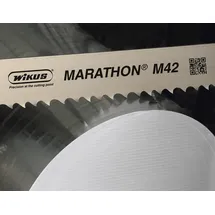 WIKUS
Precision at the cutting point
MARATHON® M42